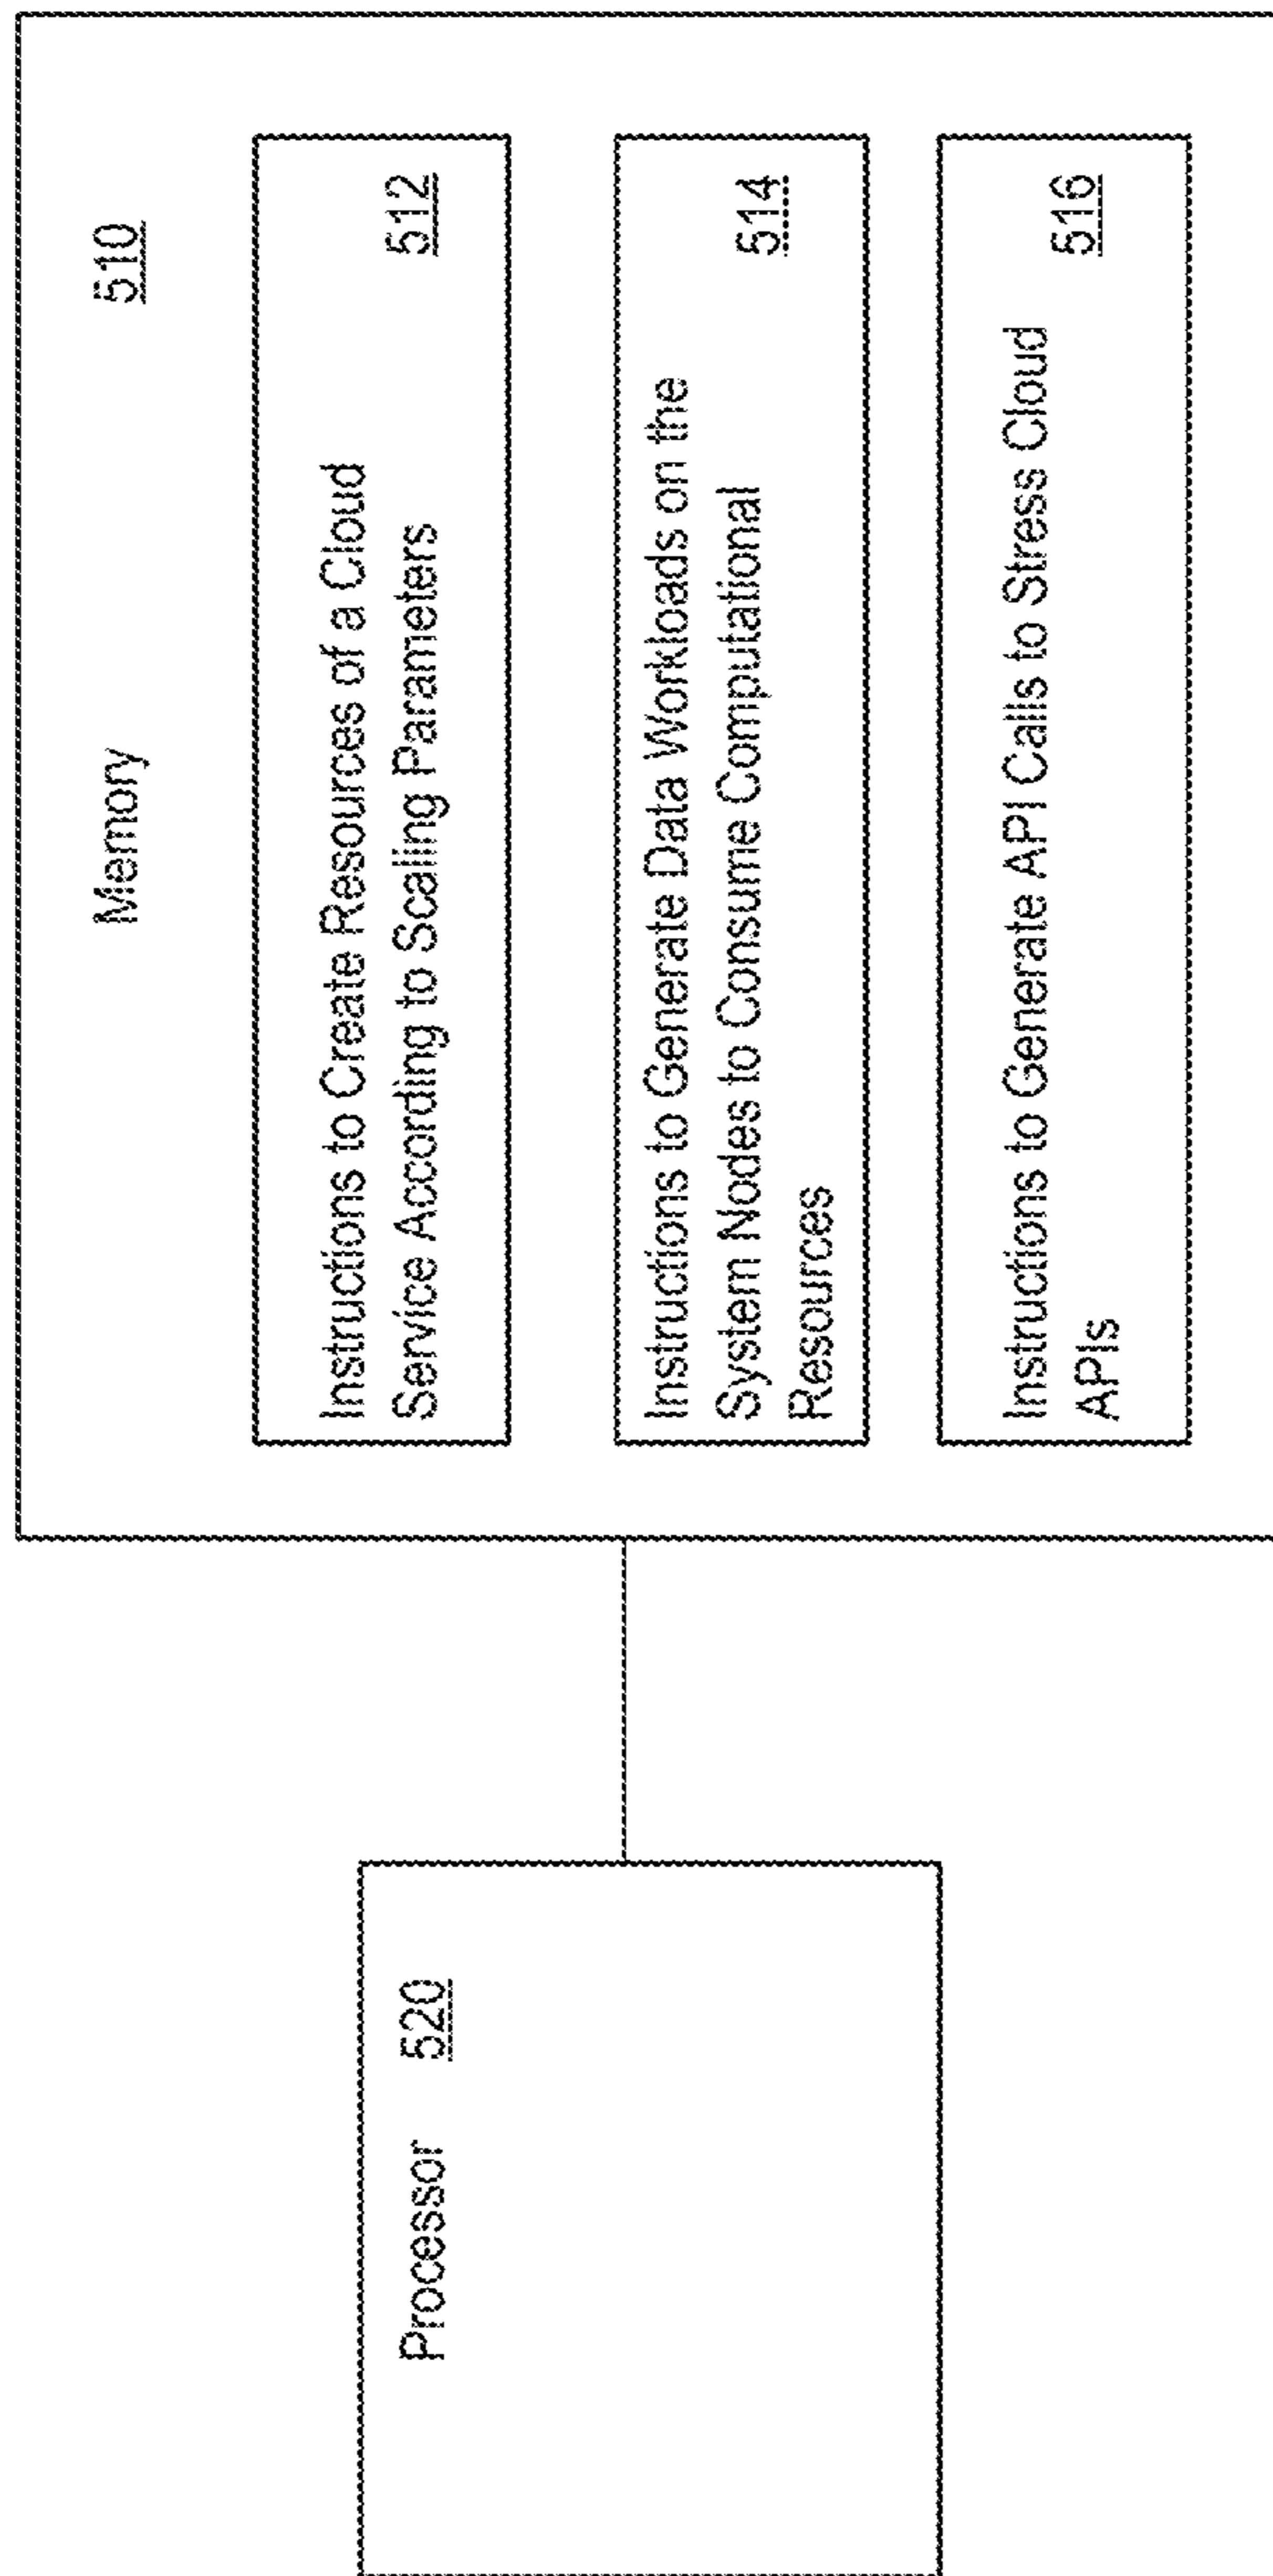 Processor 520
Memory 510
Instructions to Create Resources of a Cloud
Service According to Scaling Parameters
512
Instructions to Generate Data Workloads on the
System Nodes to Consume Computational
514
Resources
Instructions to Generate API Calls to Stress Cloud
516
APIs